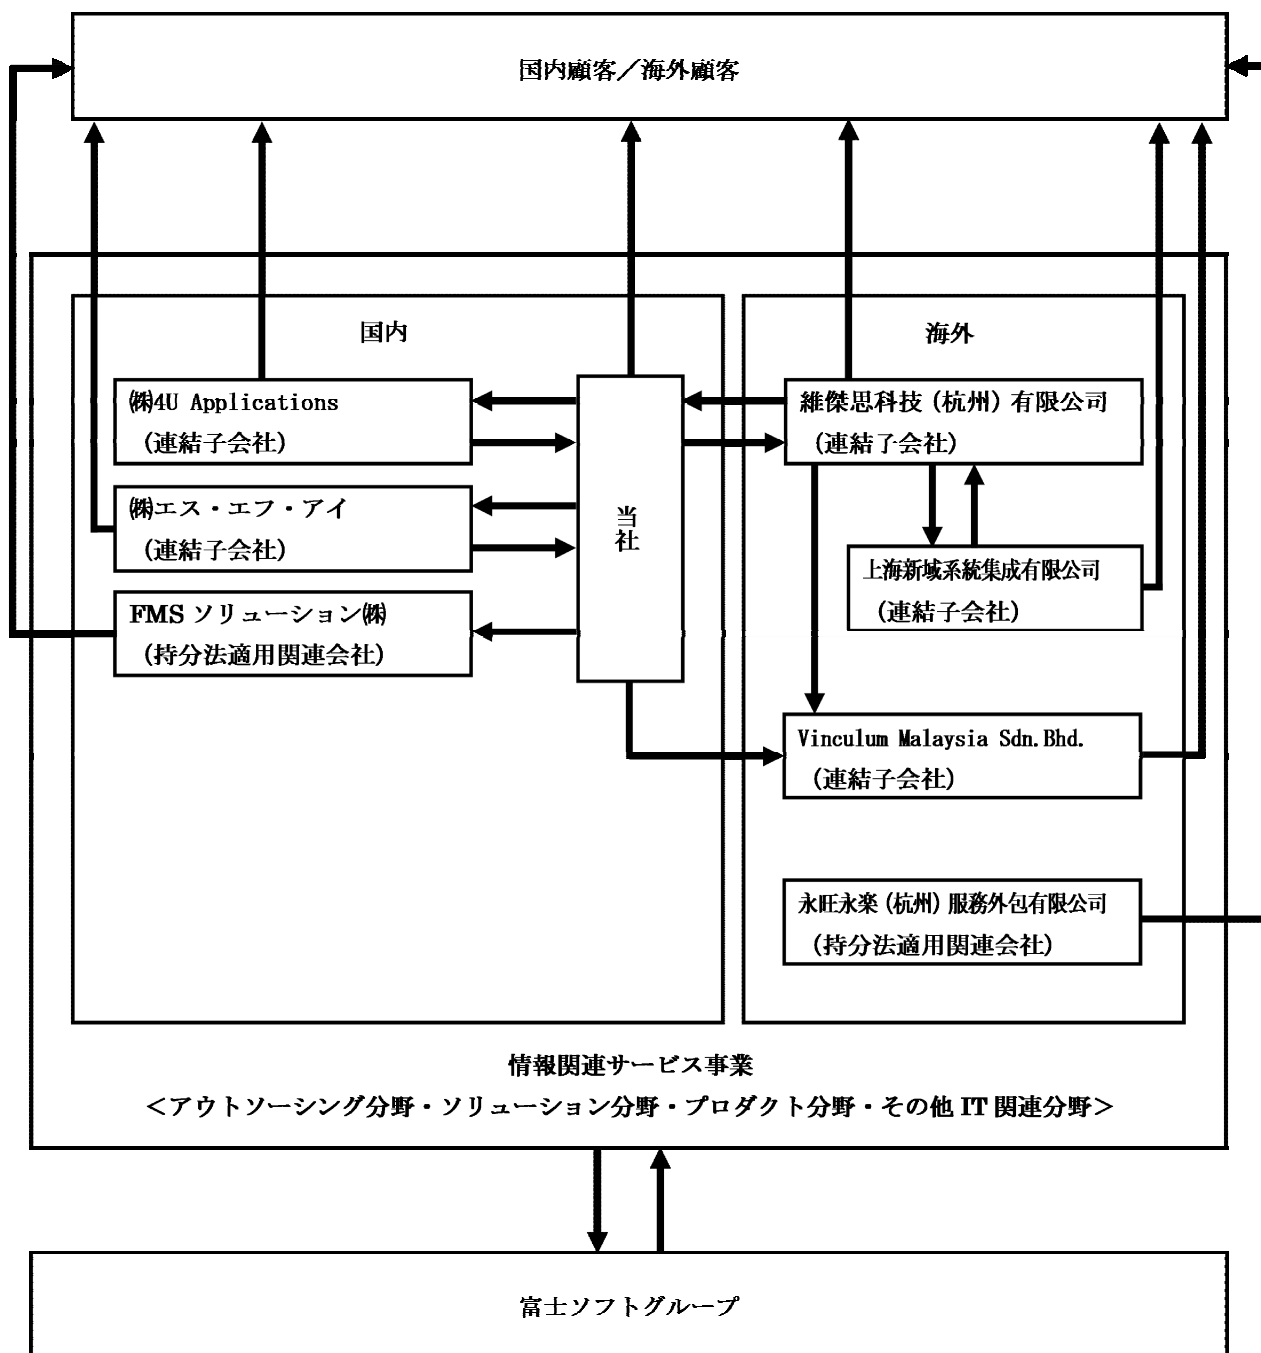 国内顧客／海外顧客
国内
海外
㈱4U Applications
（連結子会社）
㈱エス・エフ・アイ
（連結子会社）
FMS ソリューション㈱
（持分法適用関連会社）
当
社
維傑思科技（杭州）有限公司
（連結子会社）
上海新域系統集成有限公司
（連結子会社）
Vinculum Malaysia Sdn.Bhd.
（連結子会社）
永旺永楽（杭州）服務外包有限公司
（持分法適用関連会社）
情報関連サービス事業
＜アウトソーシング分野・ソリューション分野・プロダクト分野・その他 IT 関連分野＞
富士ソフトグループ